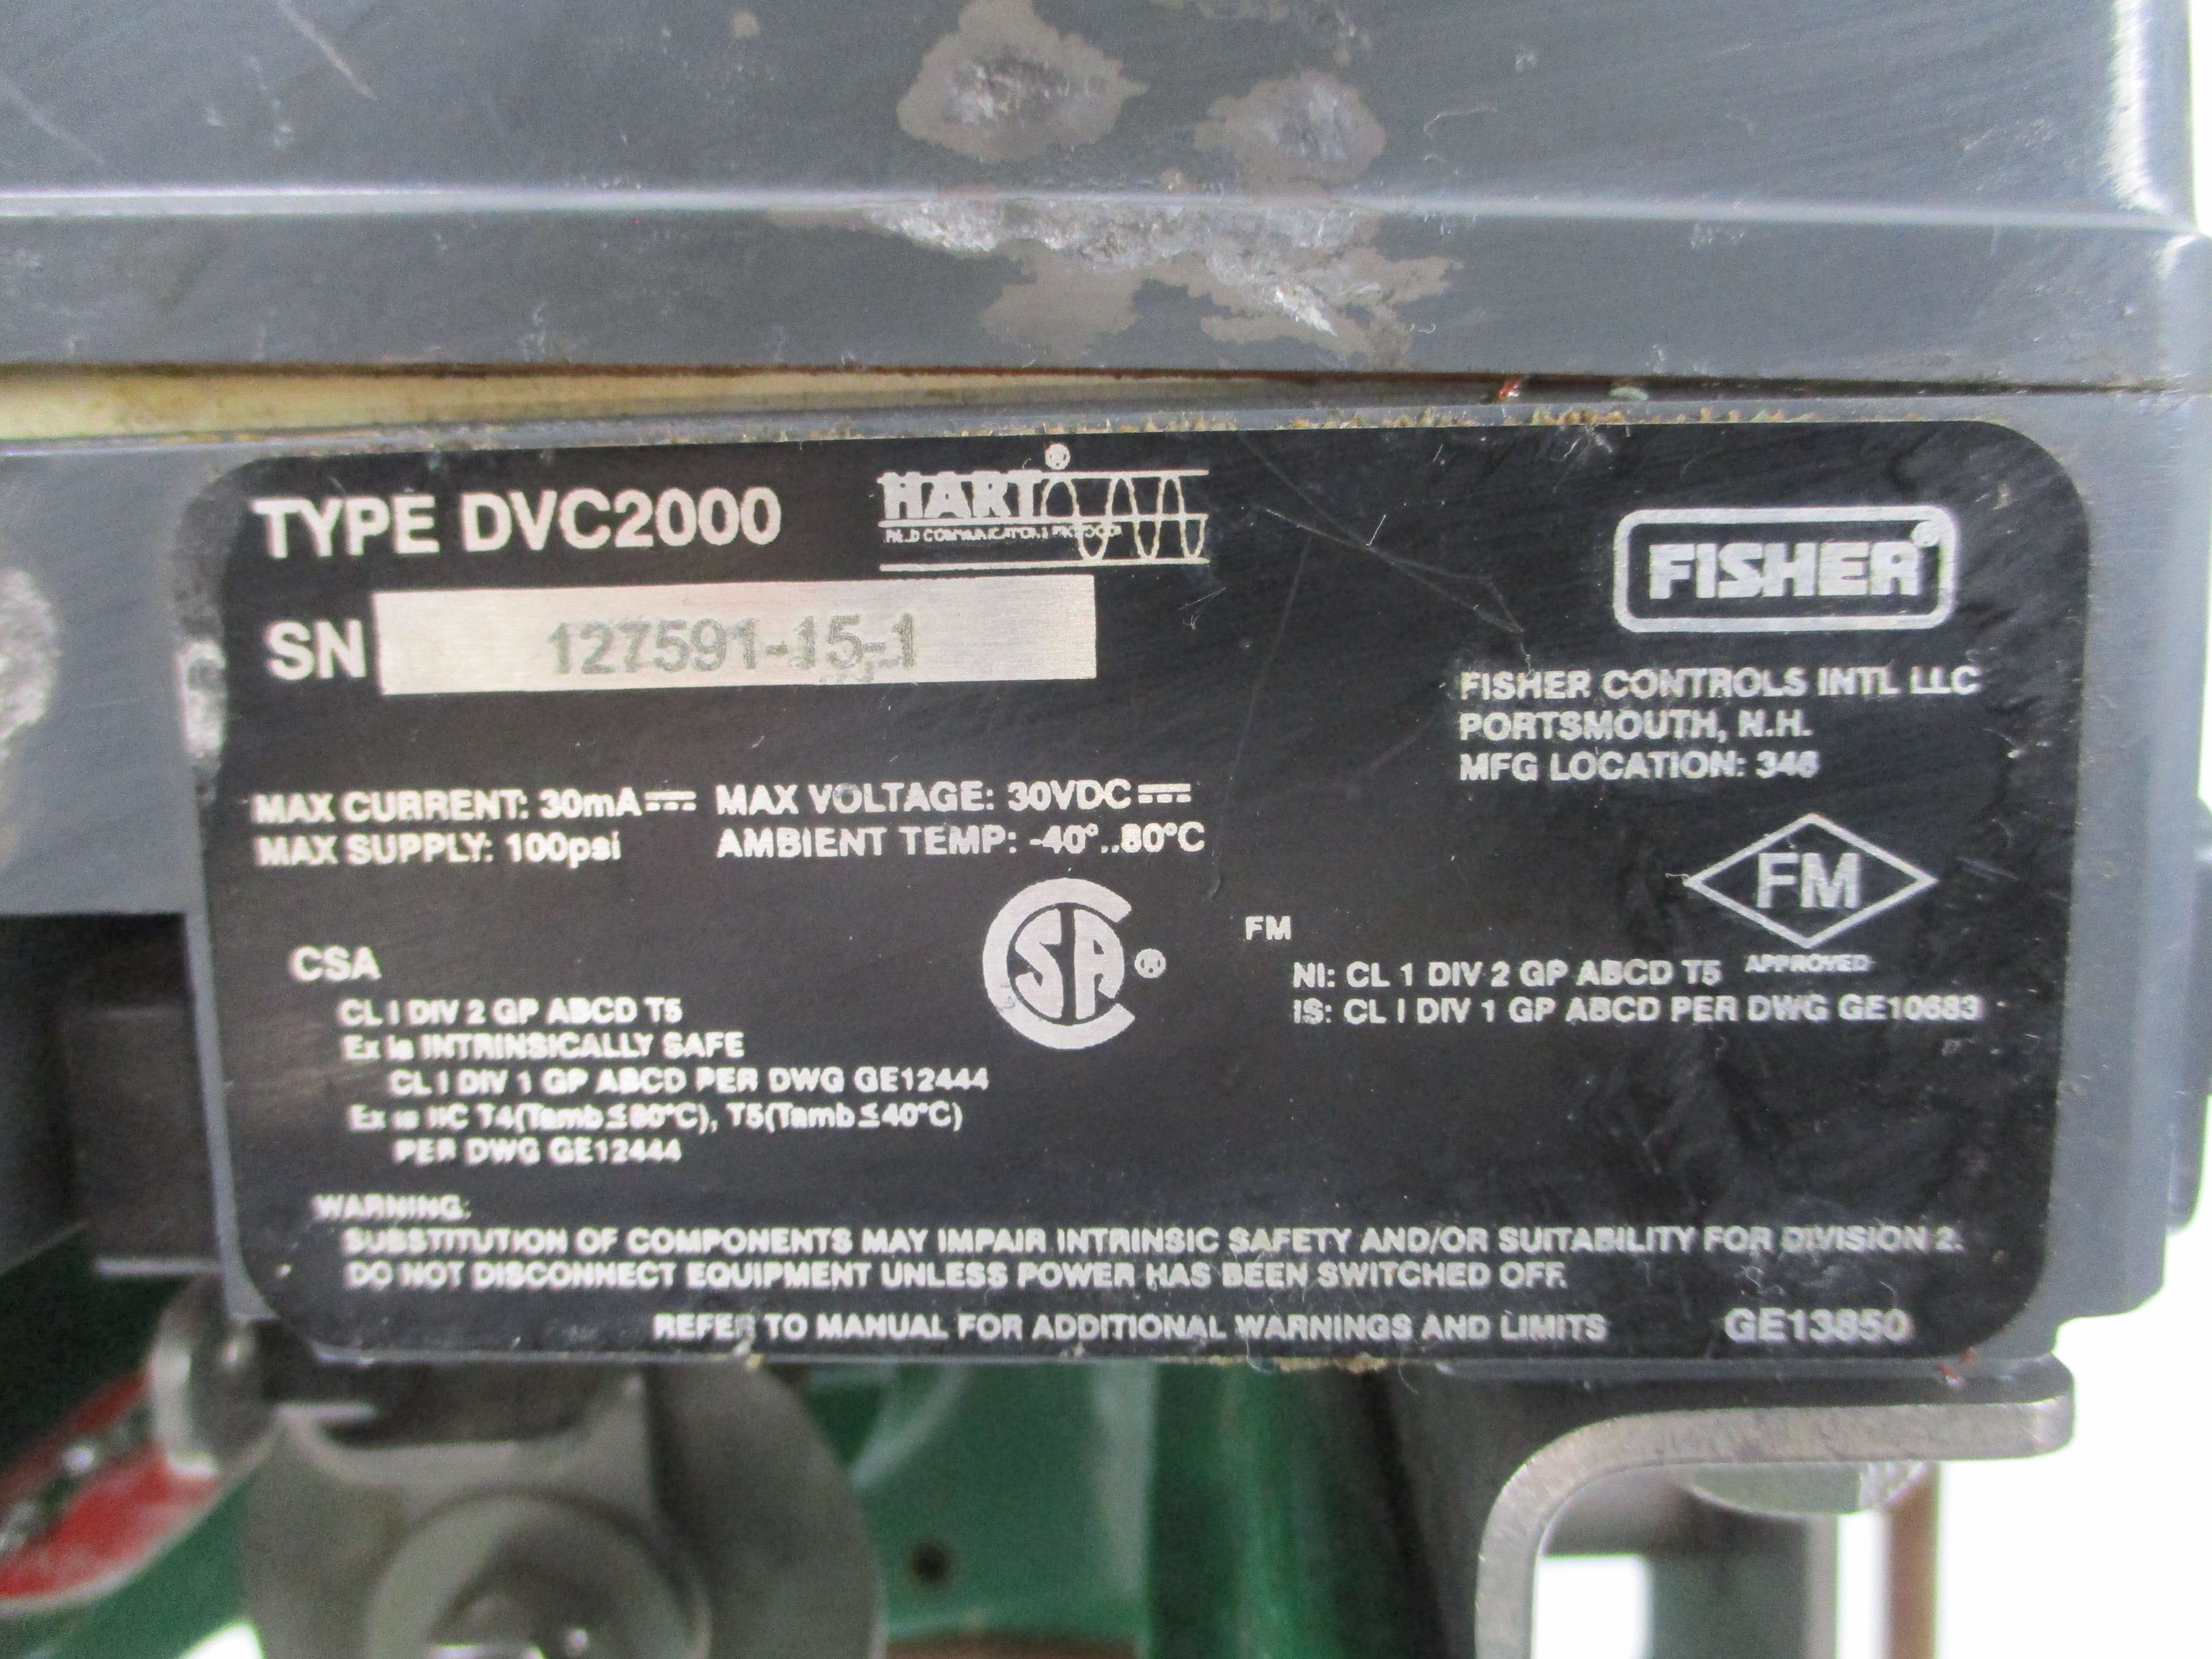 TYPE DVC2000
HART®
FIELD COMMUNICATIONS PROTOCOL
FISHER®
SN 127591-15-1
FISHER CONTROLS INTL LLC
PORTSMOUTH, N.H.
MFG LOCATION: 346
MAX CURRENT: 30mA⎓ MAX VOLTAGE: 30VDC⎓
MAX SUPPLY: 100psi AMBIENT TEMP: -40°..80°C
CSA
CL I DIV 2 GP ABCD T5
Ex ia INTRINSICALLY SAFE
CL I DIV 1 GP ABCD PER DWG GE12444
Ex ia IIC T4(Tamb≤80°C), T5(Tamb≤40°C)
PER DWG GE12444
SA®
FM
APPROVED
FM
NI: CL 1 DIV 2 GP ABCD T5
IS: CL I DIV 1 GP ABCD PER DWG GE10683
WARNING:
SUBSTITUTION OF COMPONENTS MAY IMPAIR INTRINSIC SAFETY AND/OR SUITABILITY FOR DIVISION 2.
DO NOT DISCONNECT EQUIPMENT UNLESS POWER HAS BEEN SWITCHED OFF.
REFER TO MANUAL FOR ADDITIONAL WARNINGS AND LIMITS GE13850